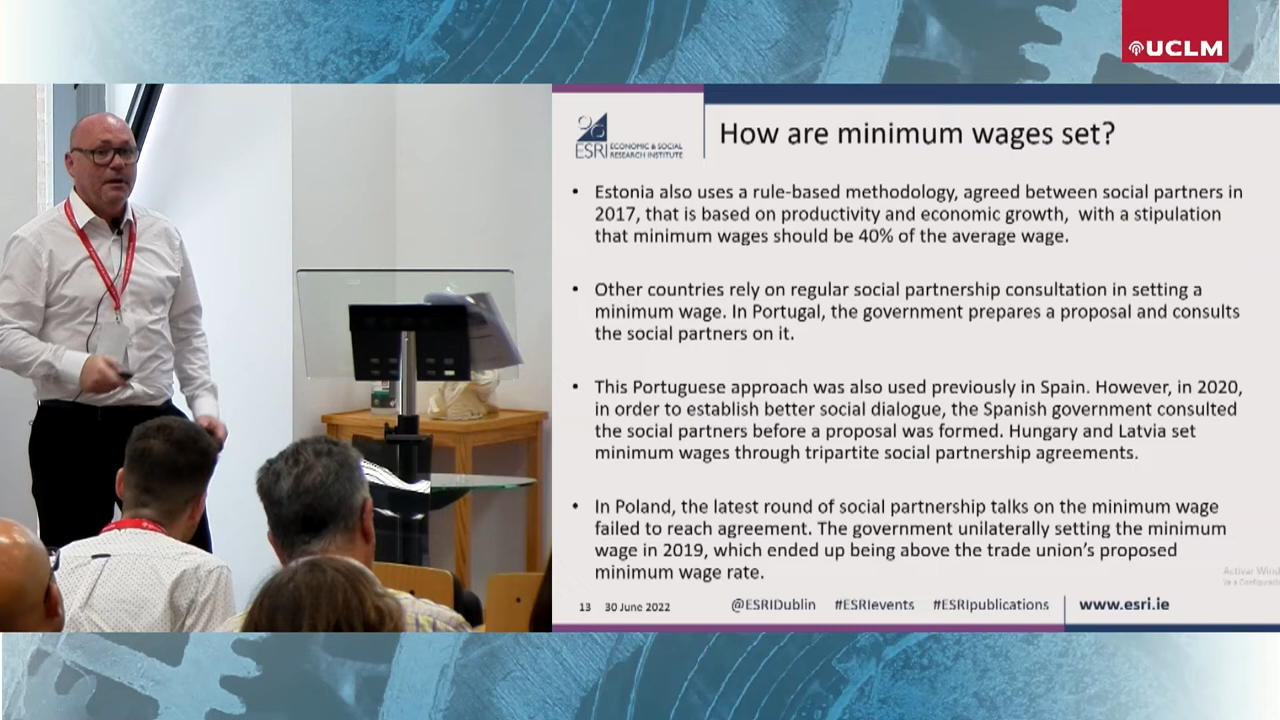 UCLM
ESRI
ECONOMIC & SOCIAL
RESEARCH INSTITUTE
How are minimum wages set?
• Estonia also uses a rule-based methodology, agreed between social partners in
2017, that is based on productivity and economic growth,  with a stipulation
that minimum wages should be 40% of the average wage.
• Other countries rely on regular social partnership consultation in setting a
minimum wage. In Portugal, the government prepares a proposal and consults
the social partners on it.
• This Portuguese approach was also used previously in Spain. However, in 2020,
in order to establish better social dialogue, the Spanish government consulted
the social partners before a proposal was formed. Hungary and Latvia set
minimum wages through tripartite social partnership agreements.
• In Poland, the latest round of social partnership talks on the minimum wage
failed to reach agreement. The government unilaterally setting the minimum
wage in 2019, which ended up being above the trade union's proposed
minimum wage rate.
Activar Wind
13 30 June 2022 @ESRIDublin #ESRIevents #ESRIpublications www.esri.ie